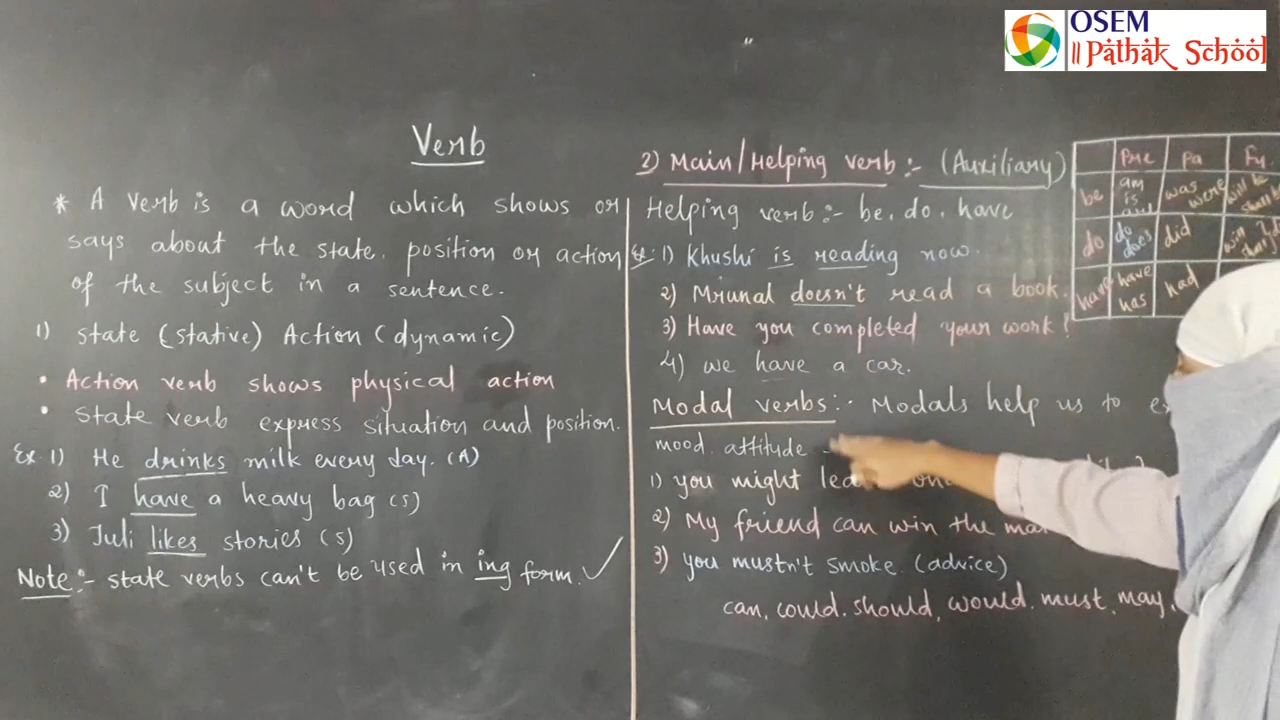 OSEM
॥ Pathak School
Verb
* A verb is a word which shows or
says about the state, position or action
of the subject in a sentence.
1) state (stative) Action (dynamic)
• Action verb shows physical action
• State verb express situation and position.
Ex. 1) He drinks milk every day. (A)
2) I have a heavy bag (S)
3) Juli likes stories (S)
Note:- state verbs can't be used in ing form. ✓
2) Main/Helping verb:- (Auxiliary)
Helping verb:- be, do, have
Ex:- 1) Khushi is reading now.
2) Mrunal doesn't read a book.
3) Have you completed your work!
4) we have a car.
Modal verbs:- Modals help us to
mood. attitude -
1) you might
2) My friend can win the
3) you mustn't smoke. (advice)
can, could. should, would. must, may,
Pre Pa Fu.
be am is are was were will be
do do does did will
have have has had